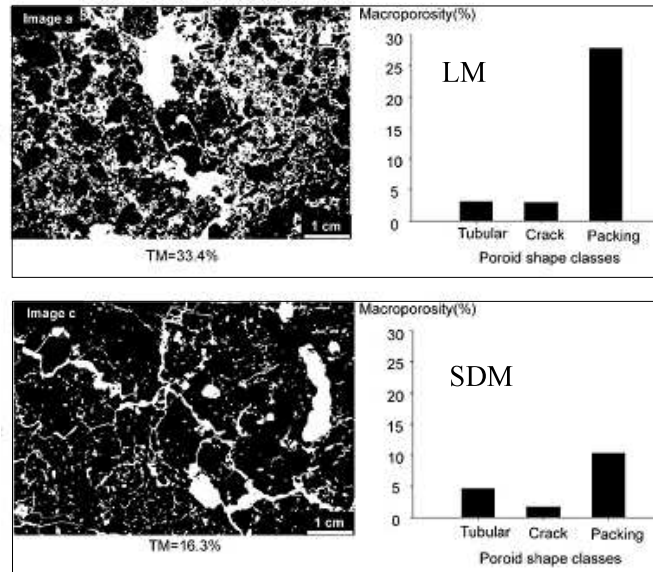 Image a
1 cm
TM=33.4%
Macroporosity(%)
30
25
20
15
10
5
0
LM
Tubular Crack Packing
Poroid shape classes
Image c
1 cm
TM=16.3%
Macroporosity(%)
30
25
20
15
10
5
0
SDM
Tubular Crack Packing
Poroid shape classes